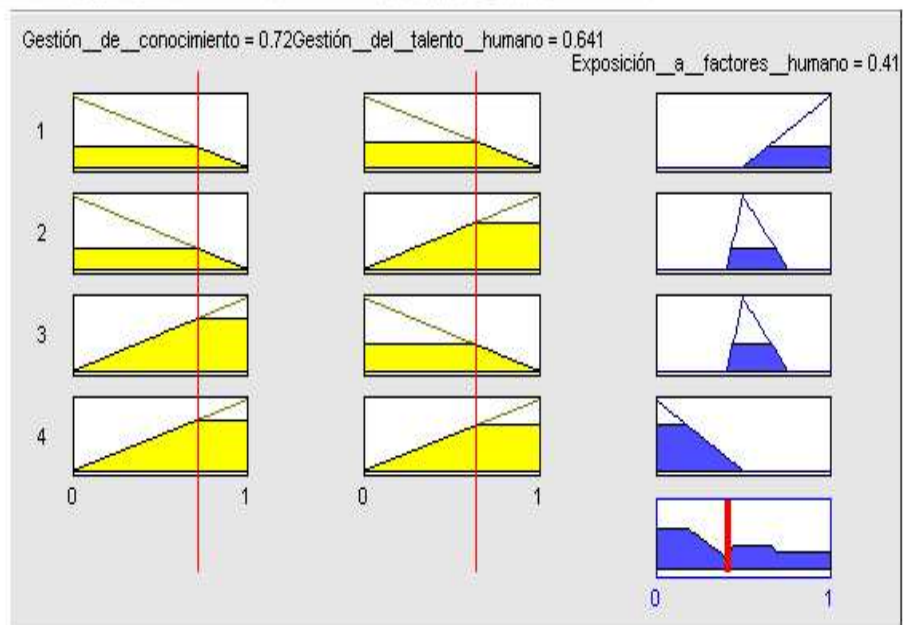 Gestión__de__conocimiento = 0.72Gestión__del__talento__humano = 0.641
Exposición__a__factores__humano = 0.41
1
2
3
4
0 1 0 1
0 1